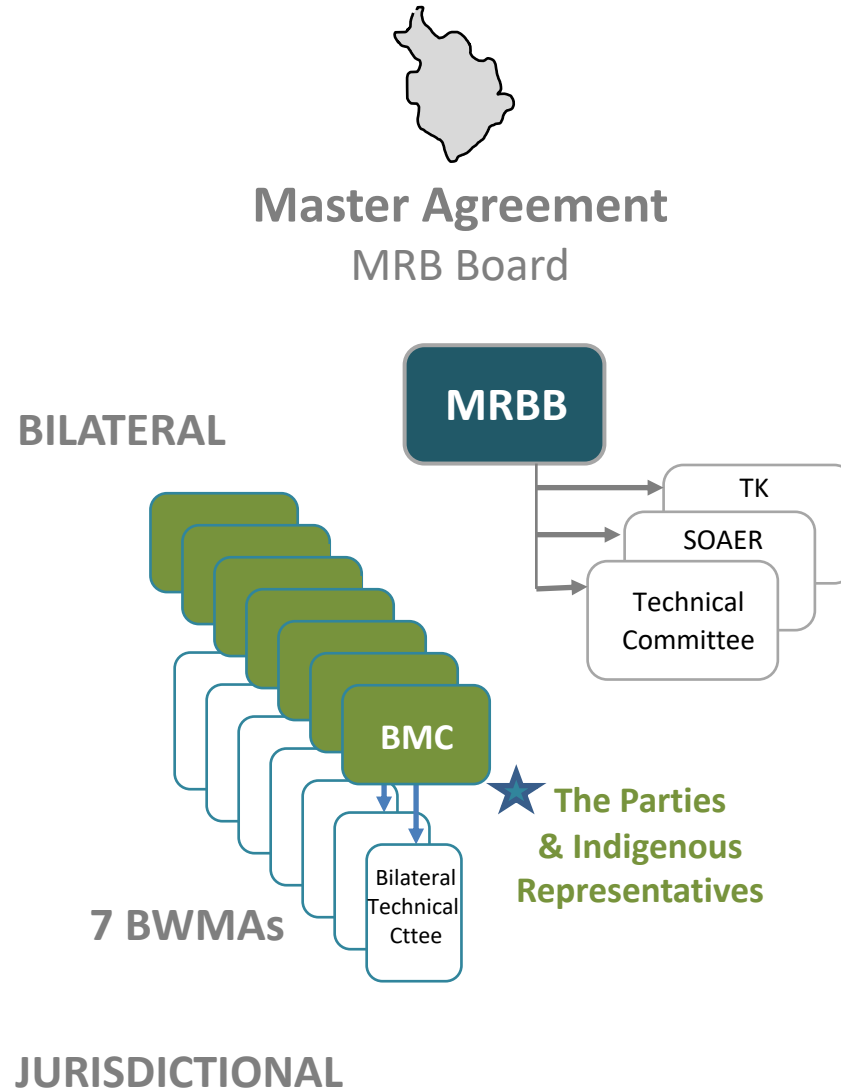 Master Agreement
MRB Board
MRBB
BILATERAL
TK
SOAER
Technical
Committee
BMC
The Parties
& Indigenous
Representatives
Bilateral
Technical
Cttee
7 BWMAs
JURISDICTIONAL